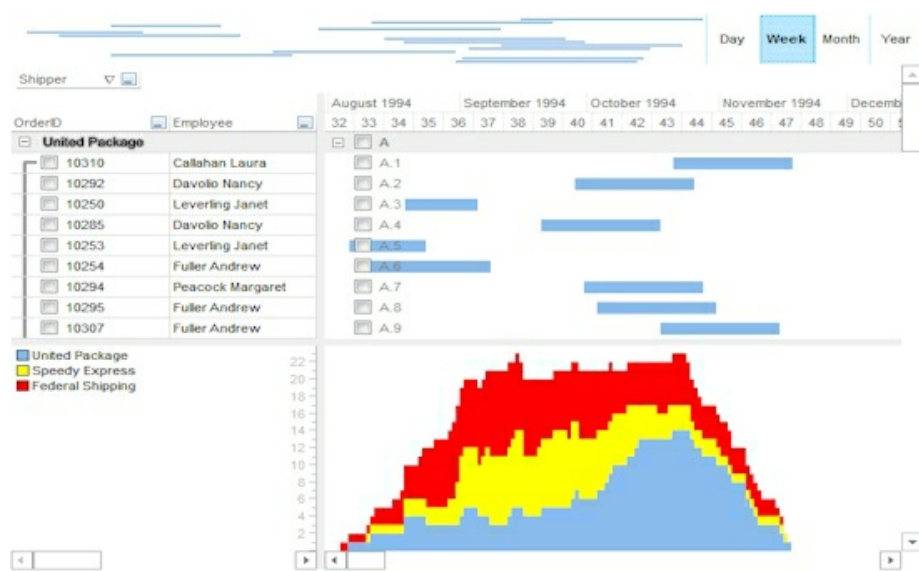 Day Week Month Year
Shipper
August 1994 September 1994 October 1994 November 1994 Decemb
OrderID Employee 32 33 34 35 36 37 38 39 40 41 42 43 44 45 46 47 48 49 50
United Package A
10310 Callahan Laura A.1
10292 Davolio Nancy A.2
10250 Leverling Janet A.3
10285 Davolio Nancy A.4
10253 Leverling Janet A.5
10254 Fuller Andrew A.6
10294 Peacock Margaret A.7
10295 Fuller Andrew A.8
10307 Fuller Andrew A.9
United Package
Speedy Express
Federal Shipping
22
20
18
16
14
12
10
8
6
4
2